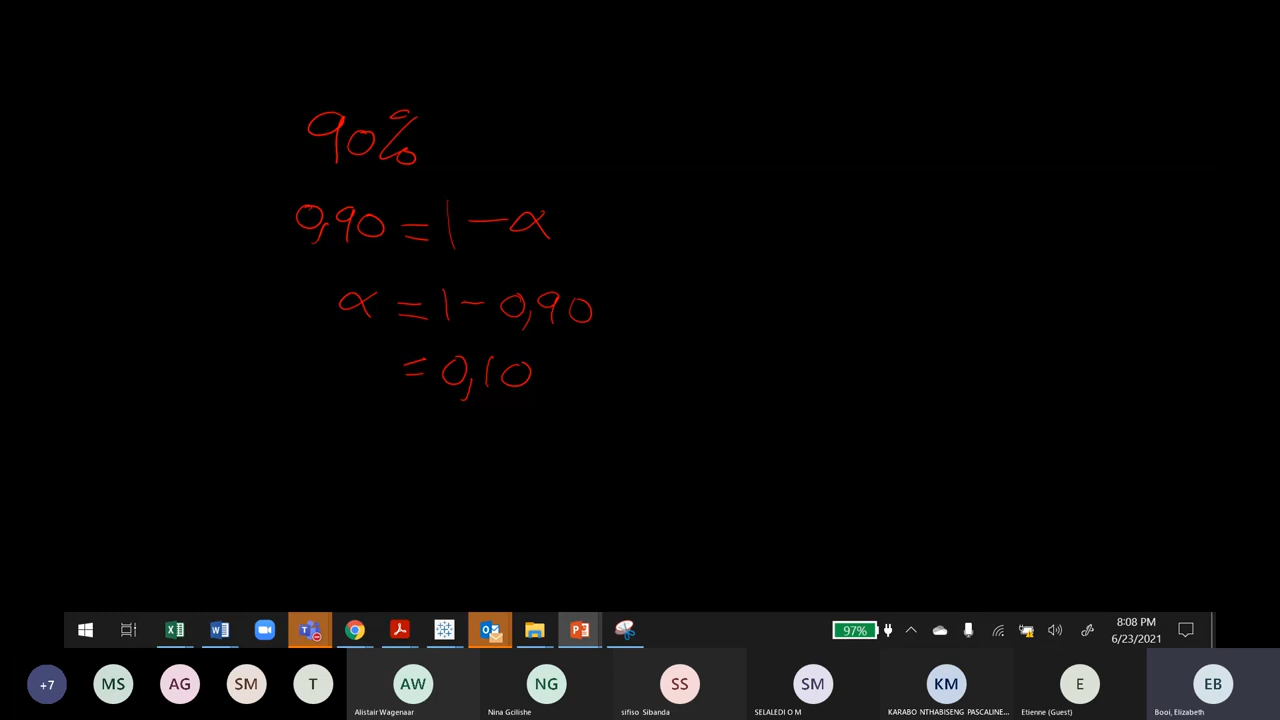 90%
0,90 = 1 − α
α = 1 − 0,90
= 0,10
97%
8:08 PM
6/23/2021
+7
MS
AG
SM
T
AW
NG
SS
SM
KM
E
EB
Alistair Wagenaar
Nina Gcilishe
sifiso Sibanda
SELALEDI O M
KARABO NTHABISENG PASCALINE...
Etienne (Guest)
Booi, Elizabeth